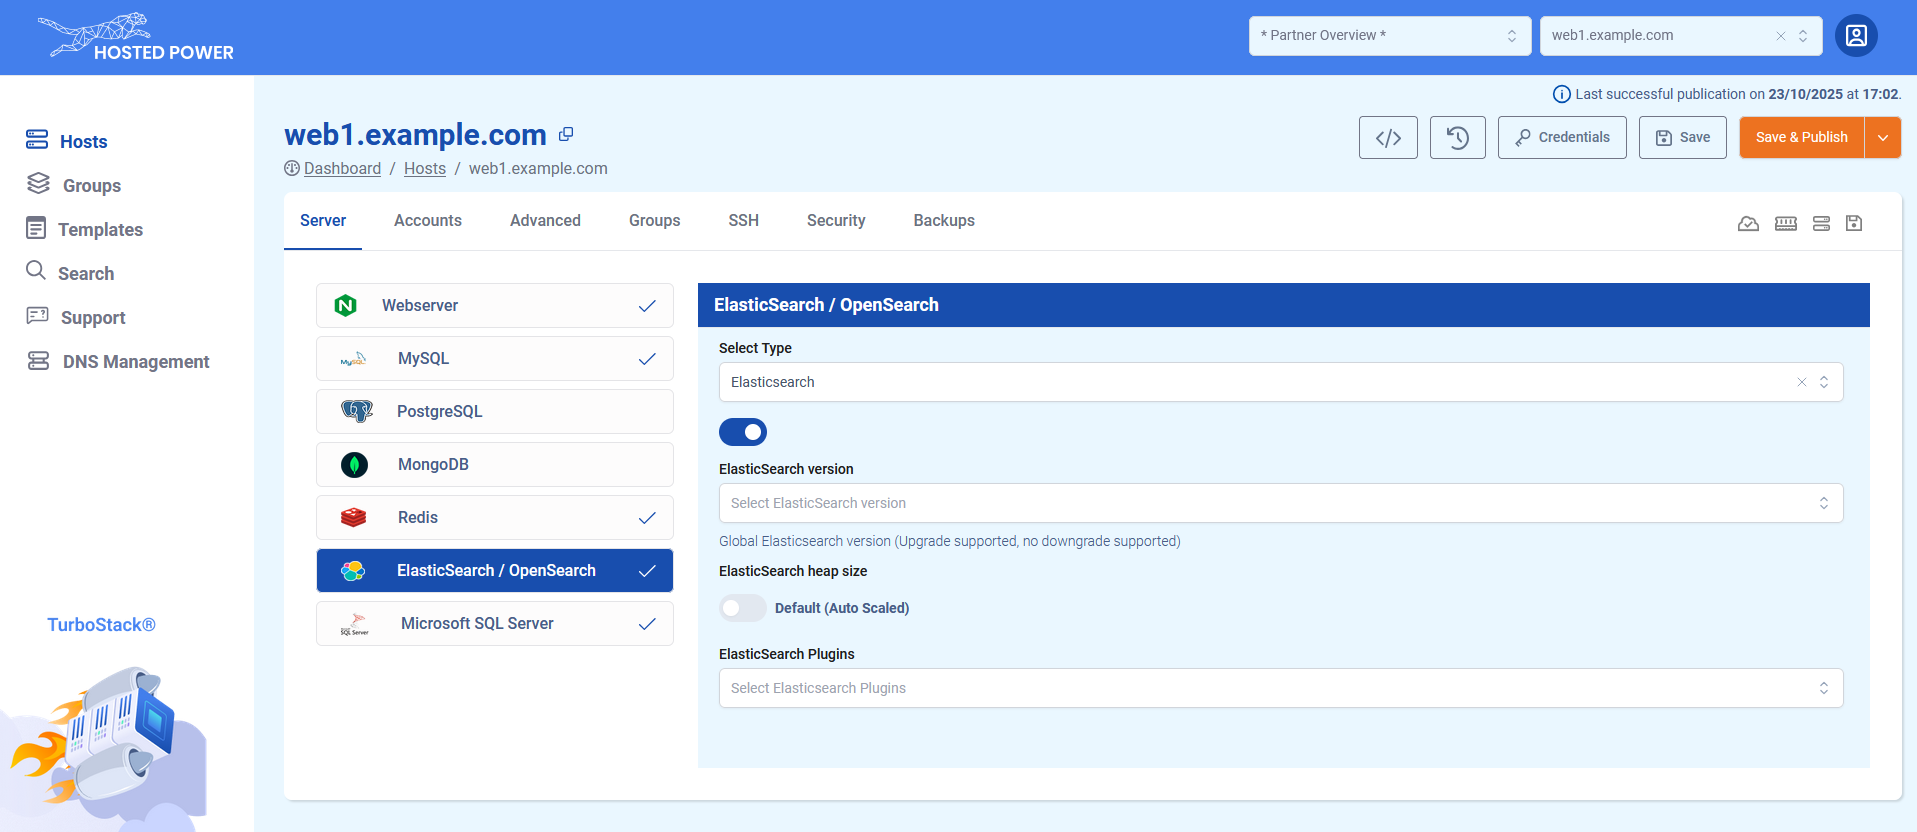 HOSTED POWER
* Partner Overview *
web1.example.com
Last successful publication on 23/10/2025 at 17:02.
Hosts
Groups
Templates
Search
Support
DNS Management
TurboStack®
web1.example.com
Dashboard / Hosts / web1.example.com
Credentials
Save
Save & Publish
Server
Accounts
Advanced
Groups
SSH
Security
Backups
Webserver
MySQL
MySQL
PostgreSQL
MongoDB
Redis
ElasticSearch / OpenSearch
SQL Server
Microsoft SQL Server
ElasticSearch / OpenSearch
Select Type
Elasticsearch
ElasticSearch version
Select ElasticSearch version
Global Elasticsearch version (Upgrade supported, no downgrade supported)
ElasticSearch heap size
Default (Auto Scaled)
ElasticSearch Plugins
Select Elasticsearch Plugins